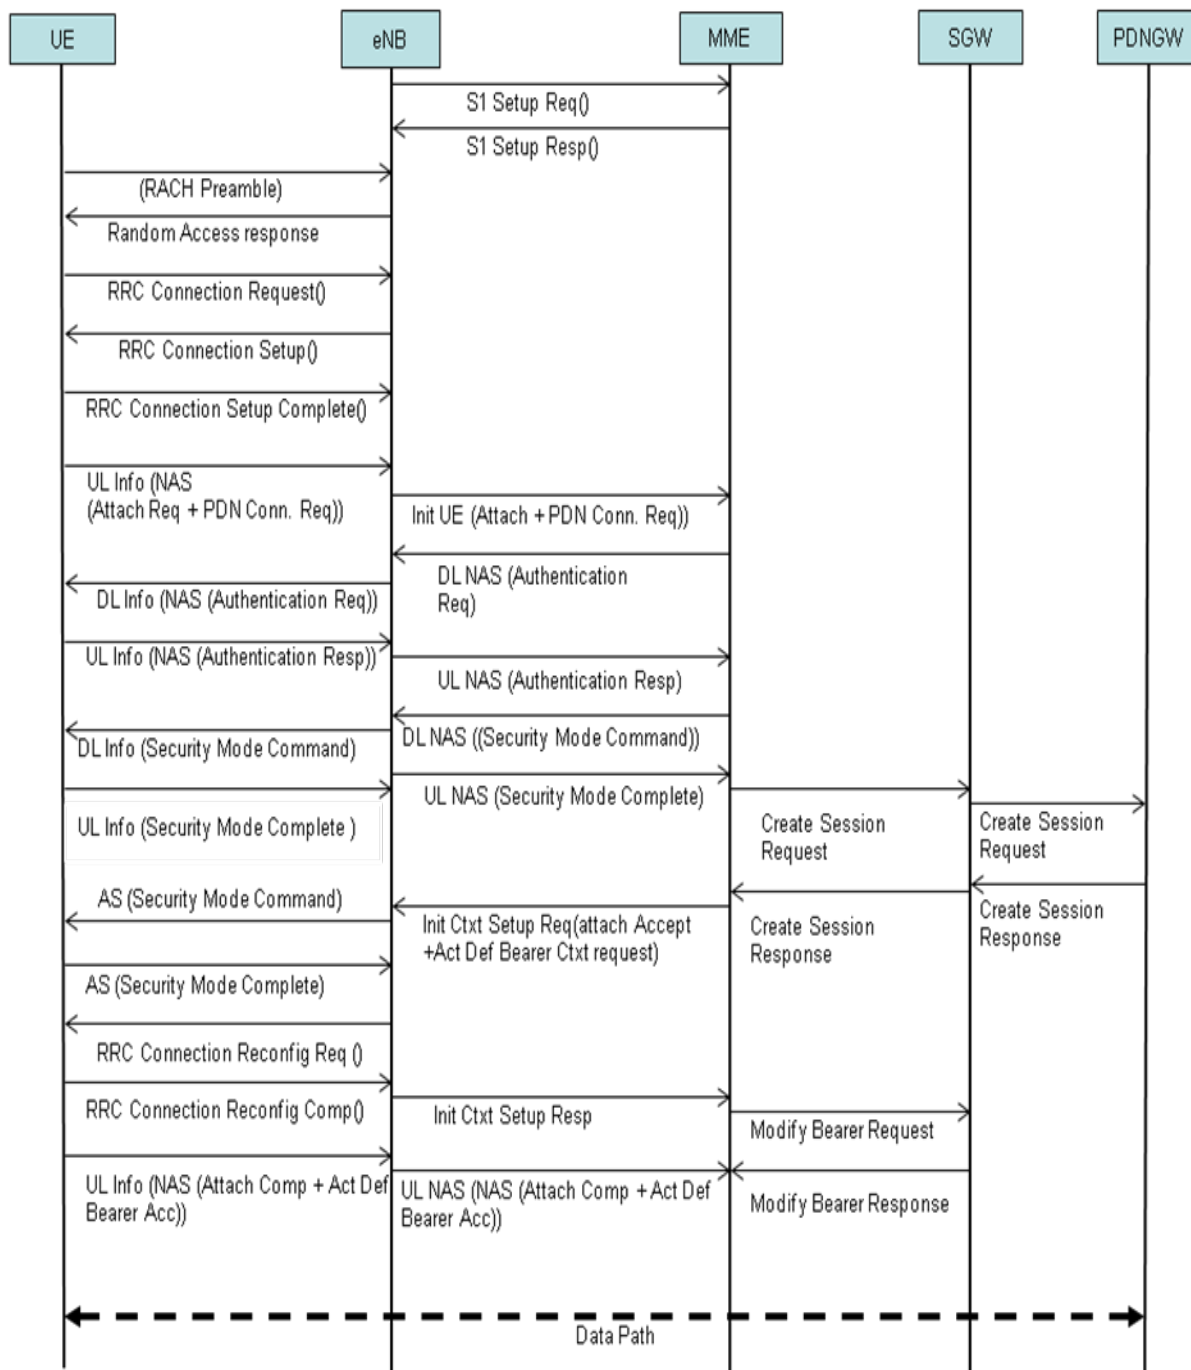 UE
eNB
MME
SGW
PDNGW
S1 Setup Req()
S1 Setup Resp()
(RACH Preamble)
Random Access response
RRC Connection Request()
RRC Connection Setup()
RRC Connection Setup Complete()
UL Info (NAS
(Attach Req + PDN Conn. Req))
Init UE (Attach + PDN Conn. Req))
DL NAS (Authentication
Req)
DL Info (NAS (Authentication Req))
UL Info (NAS (Authentication Resp))
UL NAS (Authentication Resp)
DL NAS ((Security Mode Command))
DL Info (Security Mode Command)
UL NAS (Security Mode Complete)
UL Info (Security Mode Complete )
Create Session
Request
Create Session
Request
AS (Security Mode Command)
Init Ctxt Setup Req(attach Accept
+Act Def Bearer Ctxt request)
Create Session
Response
Create Session
Response
AS (Security Mode Complete)
RRC Connection Reconfig Req ()
RRC Connection Reconfig Comp()
Init Ctxt Setup Resp
Modify Bearer Request
UL Info (NAS (Attach Comp + Act Def
Bearer Acc))
UL NAS (NAS (Attach Comp + Act Def
Bearer Acc))
Modify Bearer Response
Data Path